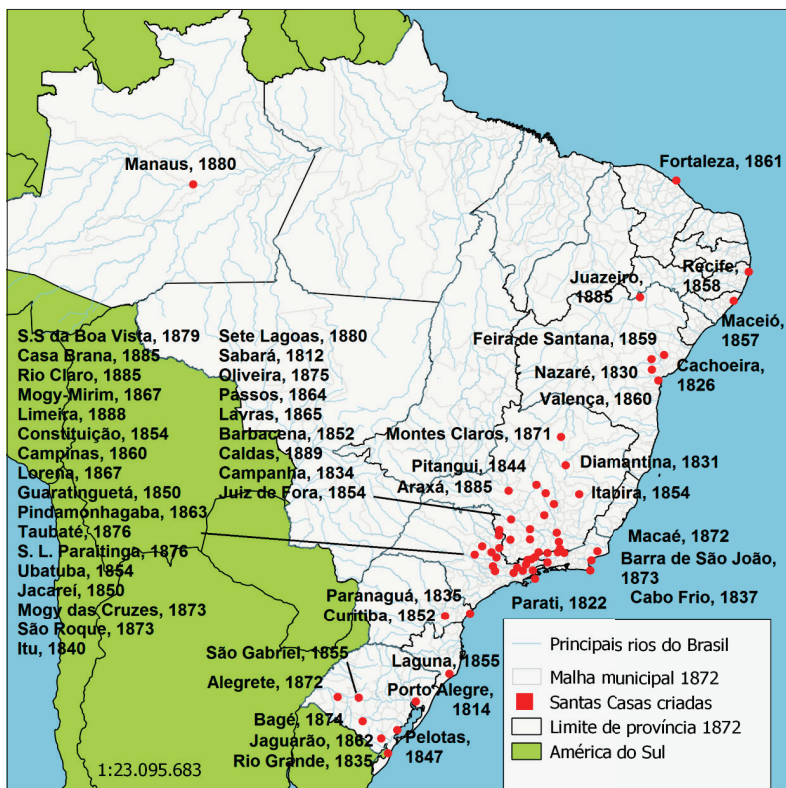 Manaus, 1880
Fortaleza, 1861
Recife,
1858
Juazeiro,
1885
Maceió,
1857
Feira de Santana, 1859
Cachoeira,
1826
Nazaré, 1830
Valença, 1860
S.S da Boa Vista, 1879
Casa Brana, 1885
Rio Claro, 1885
Mogy-Mirim, 1867
Limeira, 1888
Constituição, 1854
Campinas, 1860
Lorena, 1867
Guaratinguetá, 1850
Pindamonhagaba, 1863
Taubaté, 1876
S. L. Paraitinga, 1876
Ubatuba, 1854
Jacareí, 1850
Mogy das Cruzes, 1873
São Roque, 1873
Itu, 1840
Sete Lagoas, 1880
Sabará, 1812
Oliveira, 1875
Passos, 1864
Lavras, 1865
Barbacena, 1852
Caldas, 1889
Campanha, 1834
Juiz de Fora, 1854
Montes Claros, 1871
Pitangui, 1844
Diamantina, 1831
Araxá, 1885
Itabira, 1854
Macaé, 1872
Barra de São João,
1873
Cabo Frio, 1837
Parati, 1822
Paranaguá, 1835
Curitiba, 1852
São Gabriel, 1855
Laguna, 1855
Alegrete, 1872
Porto Alegre,
1814
Bagé, 1874
Jaguarão, 1862
Pelotas,
1847
Rio Grande, 1835
1:23.095.683
Principais rios do Brasil
Malha municipal 1872
Santas Casas criadas
Limite de província 1872
América do Sul